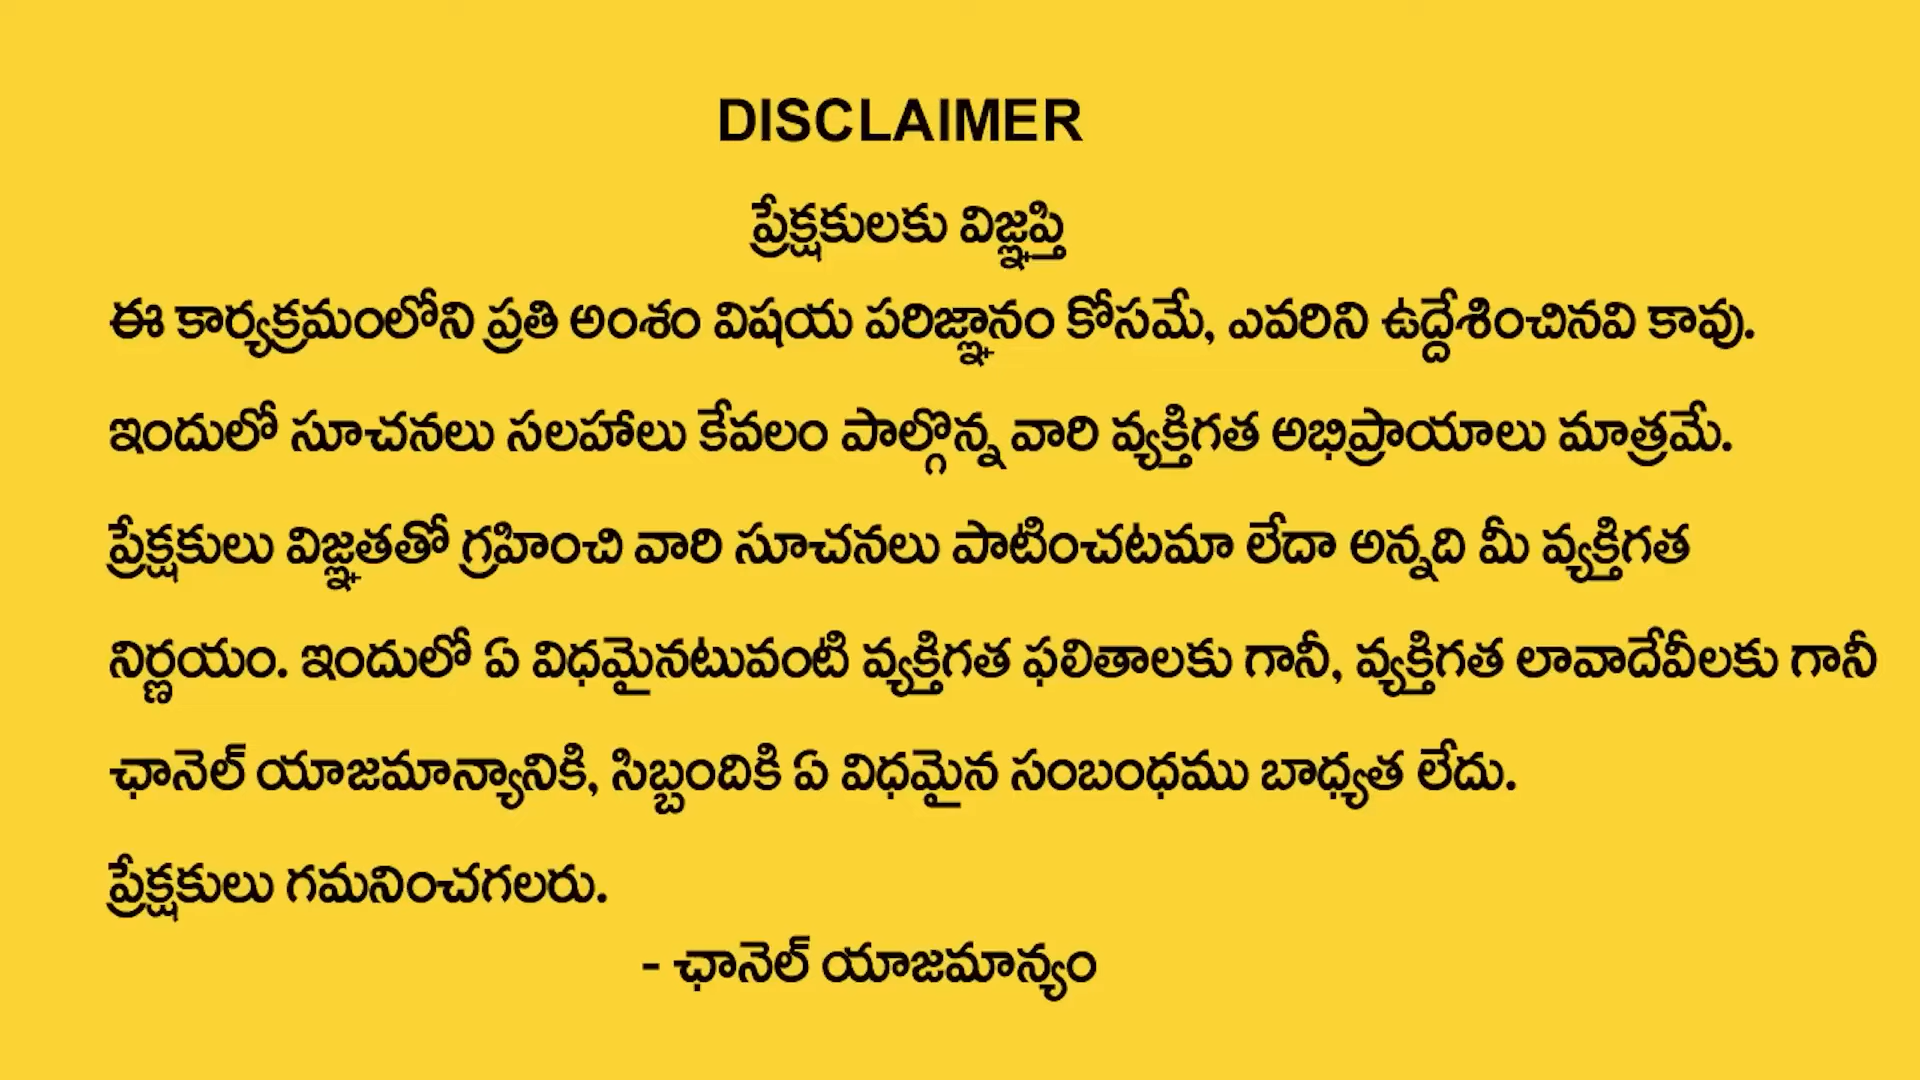 DISCLAIMER
ప్రేక్షకులకు విజ్ఞప్తి
ఈ కార్యక్రమంలోని ప్రతి అంశం విషయ పరిజ్ఞానం కోసమే, ఎవరిని ఉద్దేశించినవి కావు.
ఇందులో సూచనలు సలహాలు కేవలం పాల్గొన్న వారి వ్యక్తిగత అభిప్రాయాలు మాత్రమే.
ప్రేక్షకులు విజ్ఞతతో గ్రహించి వారి సూచనలు పాటించటమా లేదా అన్నది మీ వ్యక్తిగత
నిర్ణయం. ఇందులో ఏ విధమైనటువంటి వ్యక్తిగత ఫలితాలకు గానీ, వ్యక్తిగత లావాదేవీలకు గానీ
ఛానెల్ యాజమాన్యానికి, సిబ్బందికి ఏ విధమైన సంబంధము బాధ్యత లేదు.
ప్రేక్షకులు గమనించగలరు.
- ఛానెల్ యాజమాన్యం